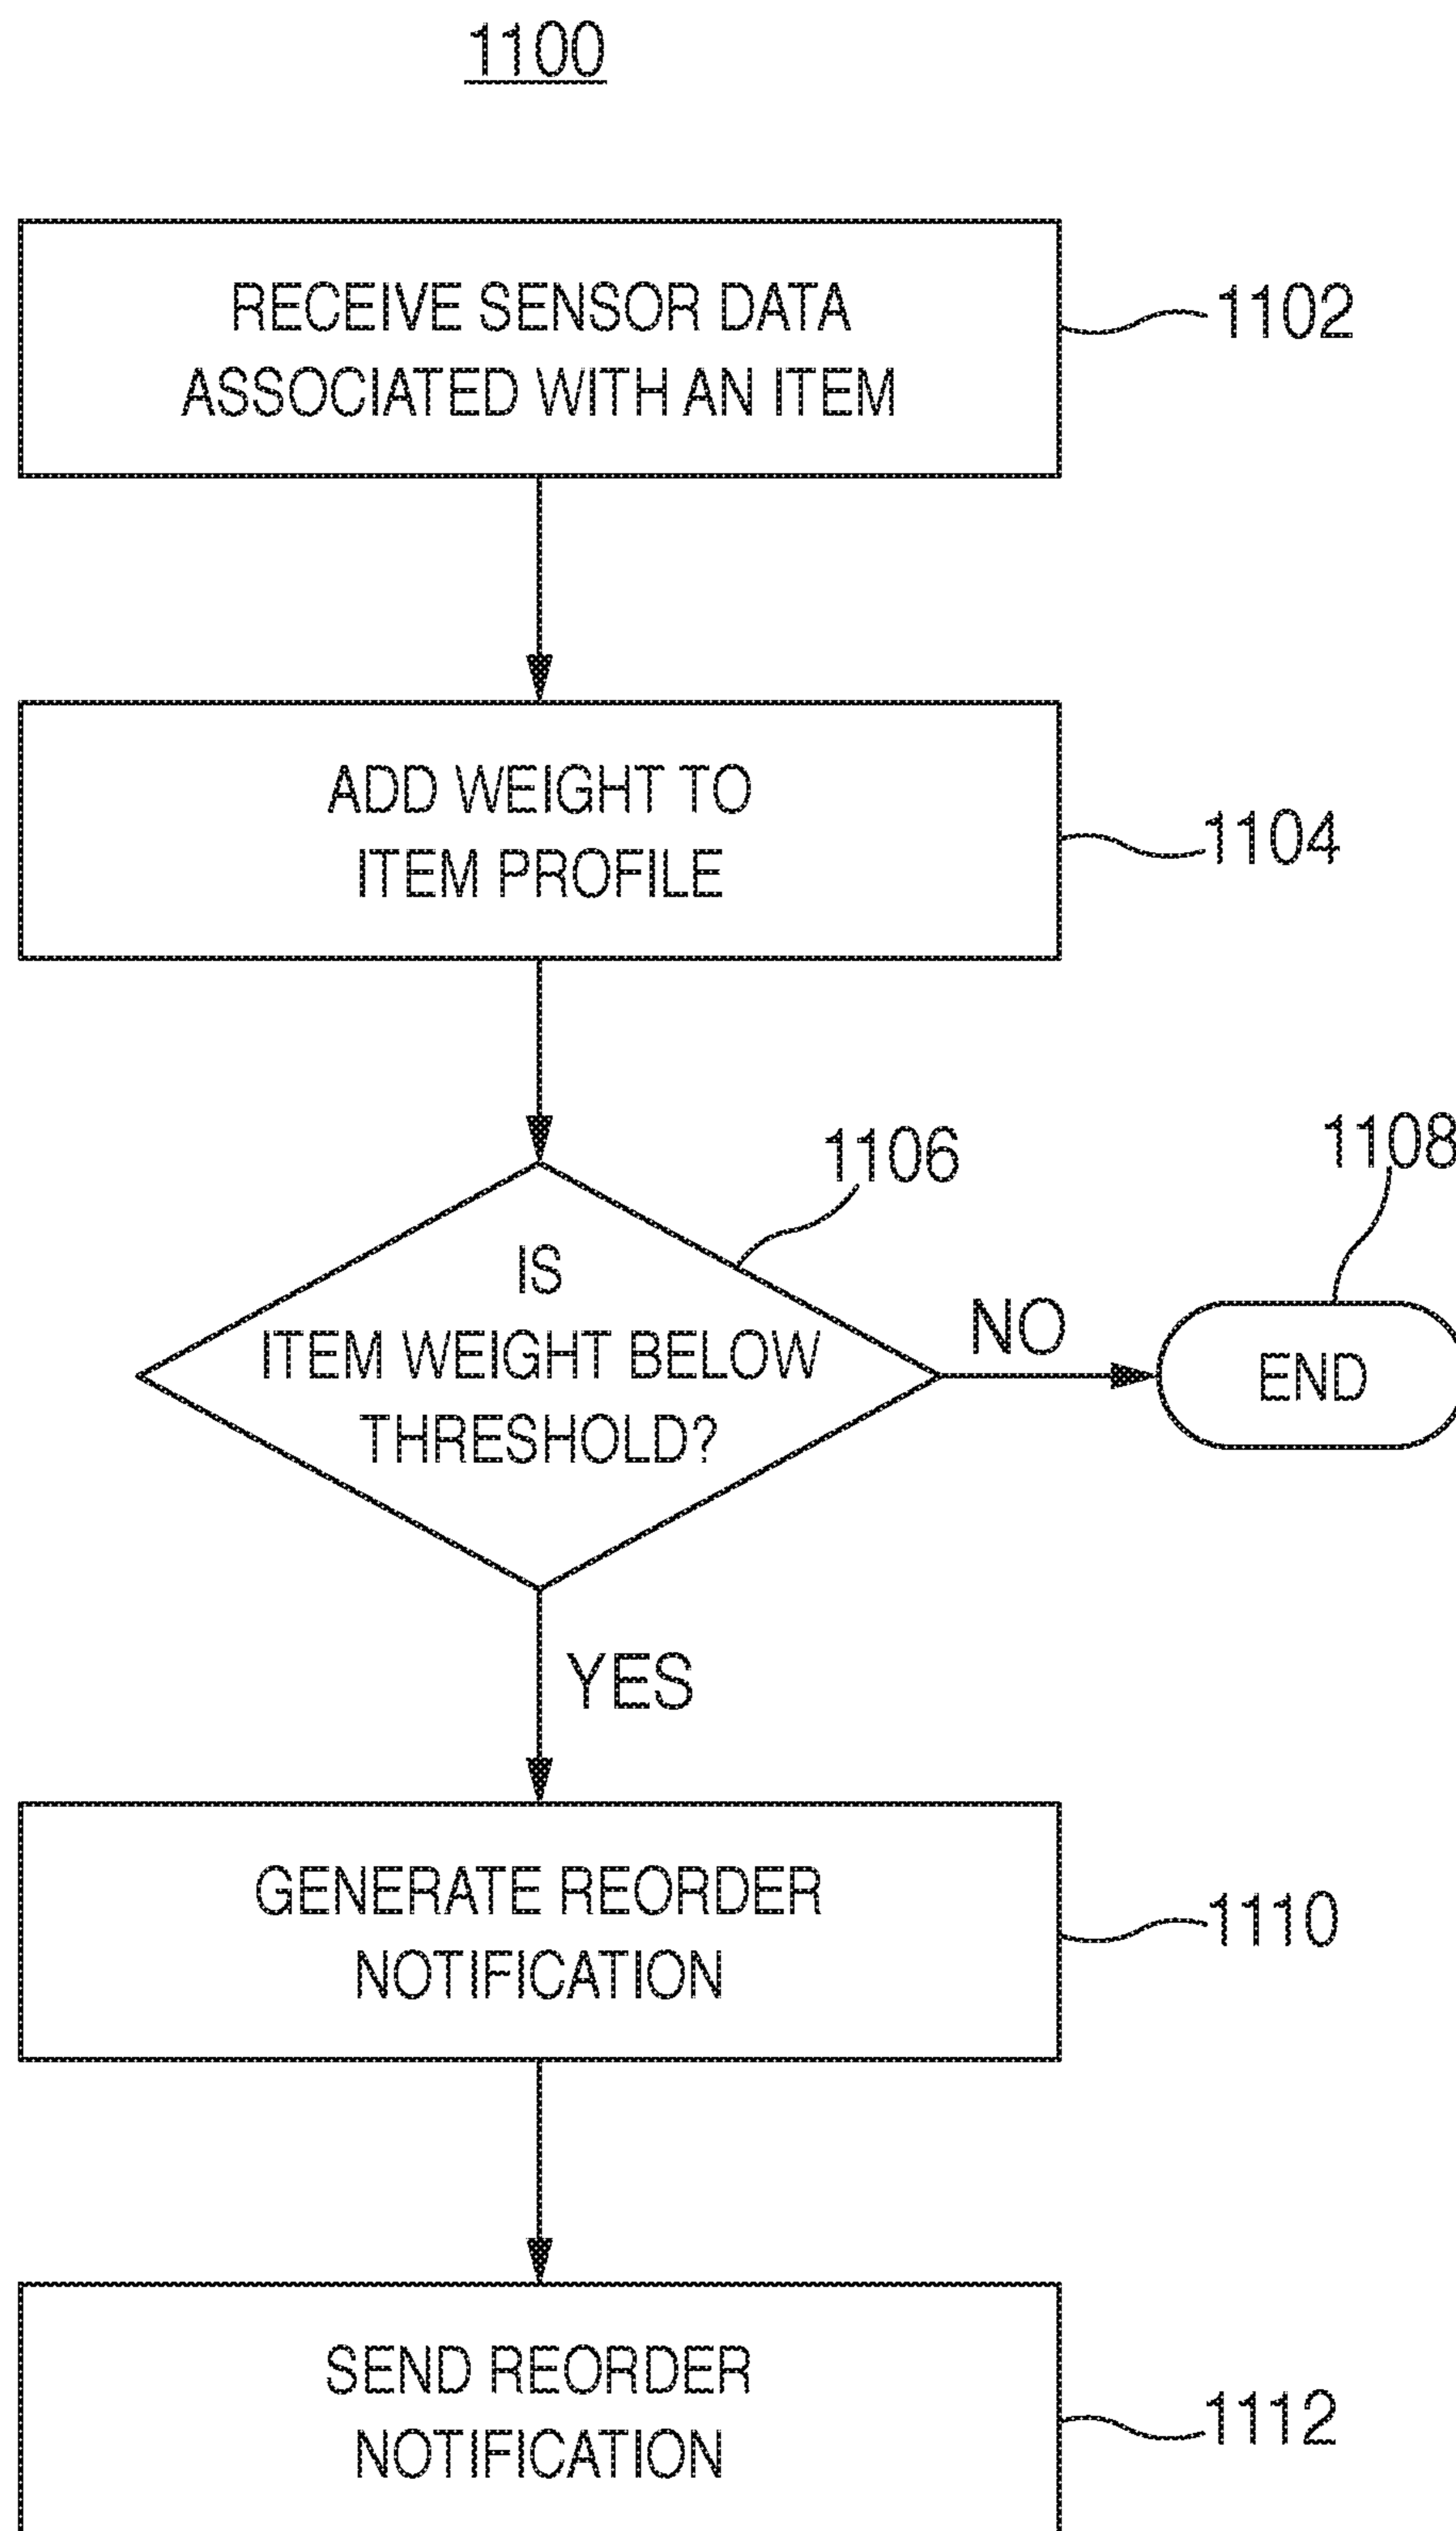 1100
RECEIVE SENSOR DATA
ASSOCIATED WITH AN ITEM
1102
ADD WEIGHT TO
ITEM PROFILE
1104
1106
1108
IS
ITEM WEIGHT BELOW
THRESHOLD?
NO
END
YES
GENERATE REORDER
NOTIFICATION
1110
SEND REORDER
NOTIFICATION
1112